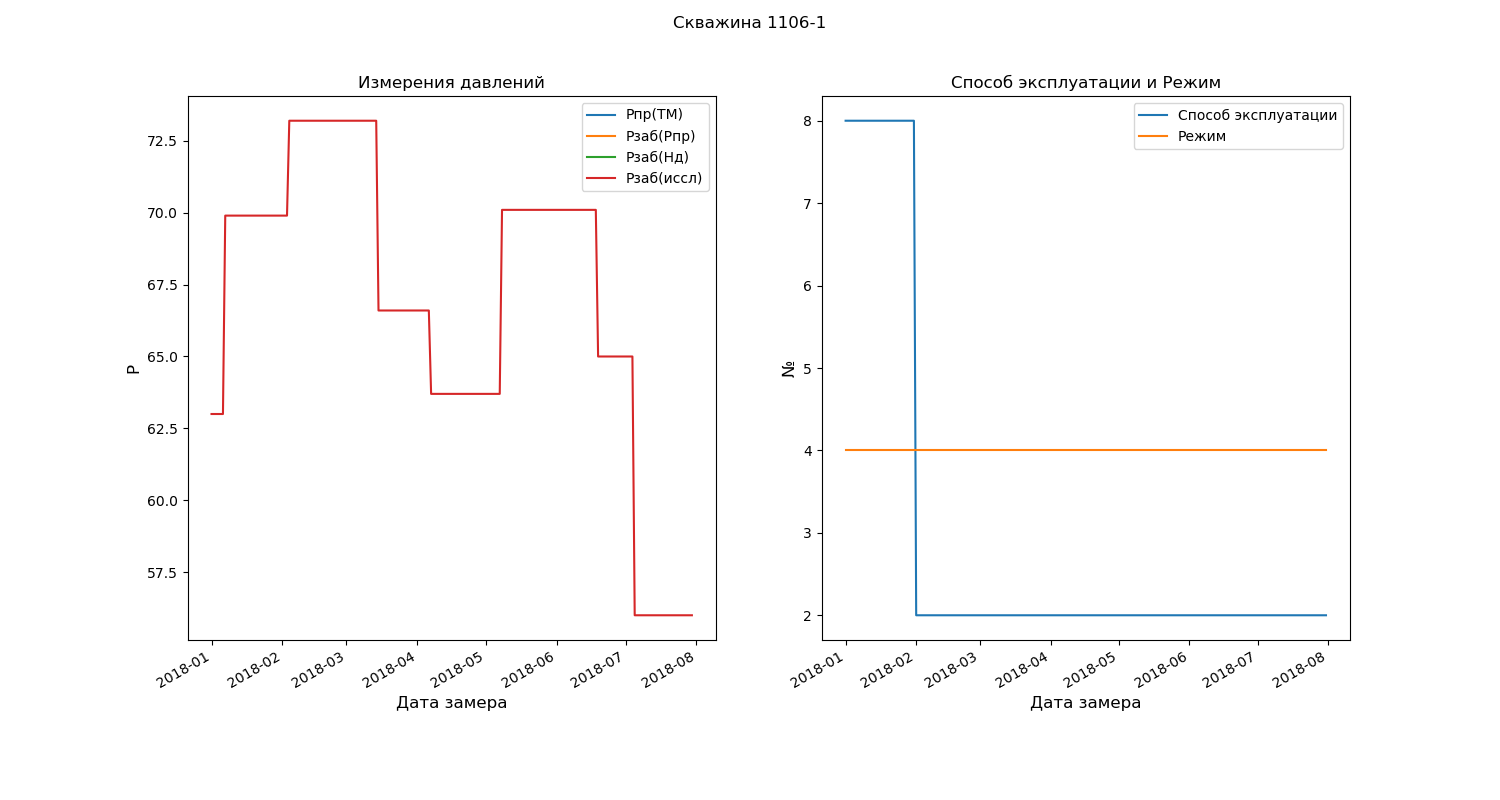 Скважина 1106-1
Измерения давлений
Рпр(ТМ)
Рзаб(Рпр)
Рзаб(Нд)
Рзаб(иссл)
72.5
70.0
67.5
65.0
62.5
60.0
57.5
Р
2018-01
2018-02
2018-03
2018-04
2018-05
2018-06
2018-07
2018-08
Дата замера
Способ эксплуатации и Режим
Способ эксплуатации
Режим
8
7
6
5
4
3
2
№
2018-01
2018-02
2018-03
2018-04
2018-05
2018-06
2018-07
2018-08
Дата замера